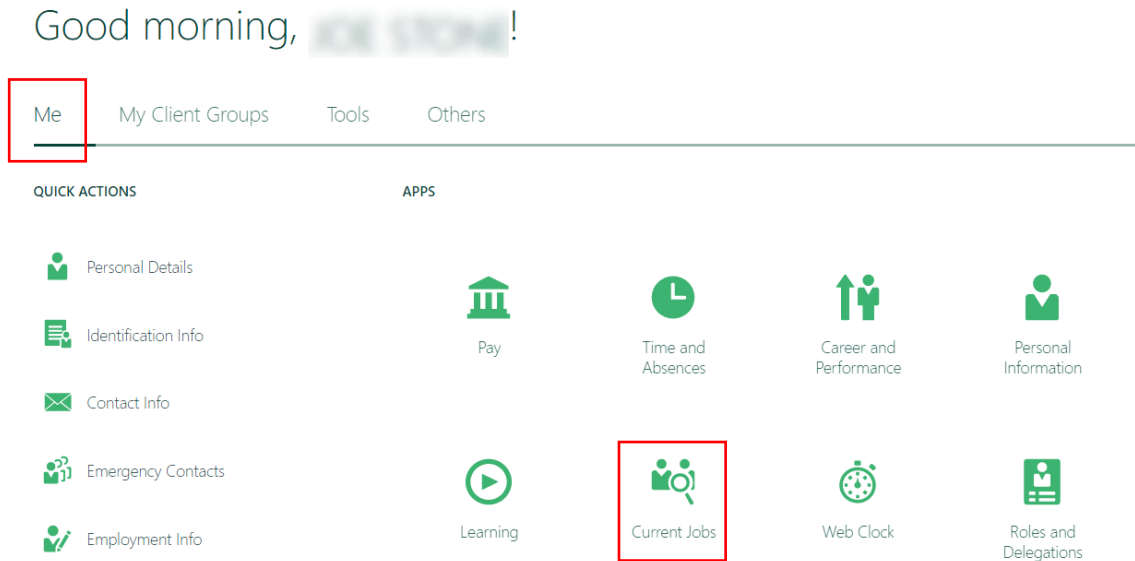 Good morning, JOE STONE!
Me My Client Groups Tools Others
QUICK ACTIONS
Personal Details
Identification Info
Contact Info
Emergency Contacts
Employment Info
APPS
Pay
Time and
Absences
Career and
Performance
Personal
Information
Learning
Current Jobs
Web Clock
Roles and
Delegations